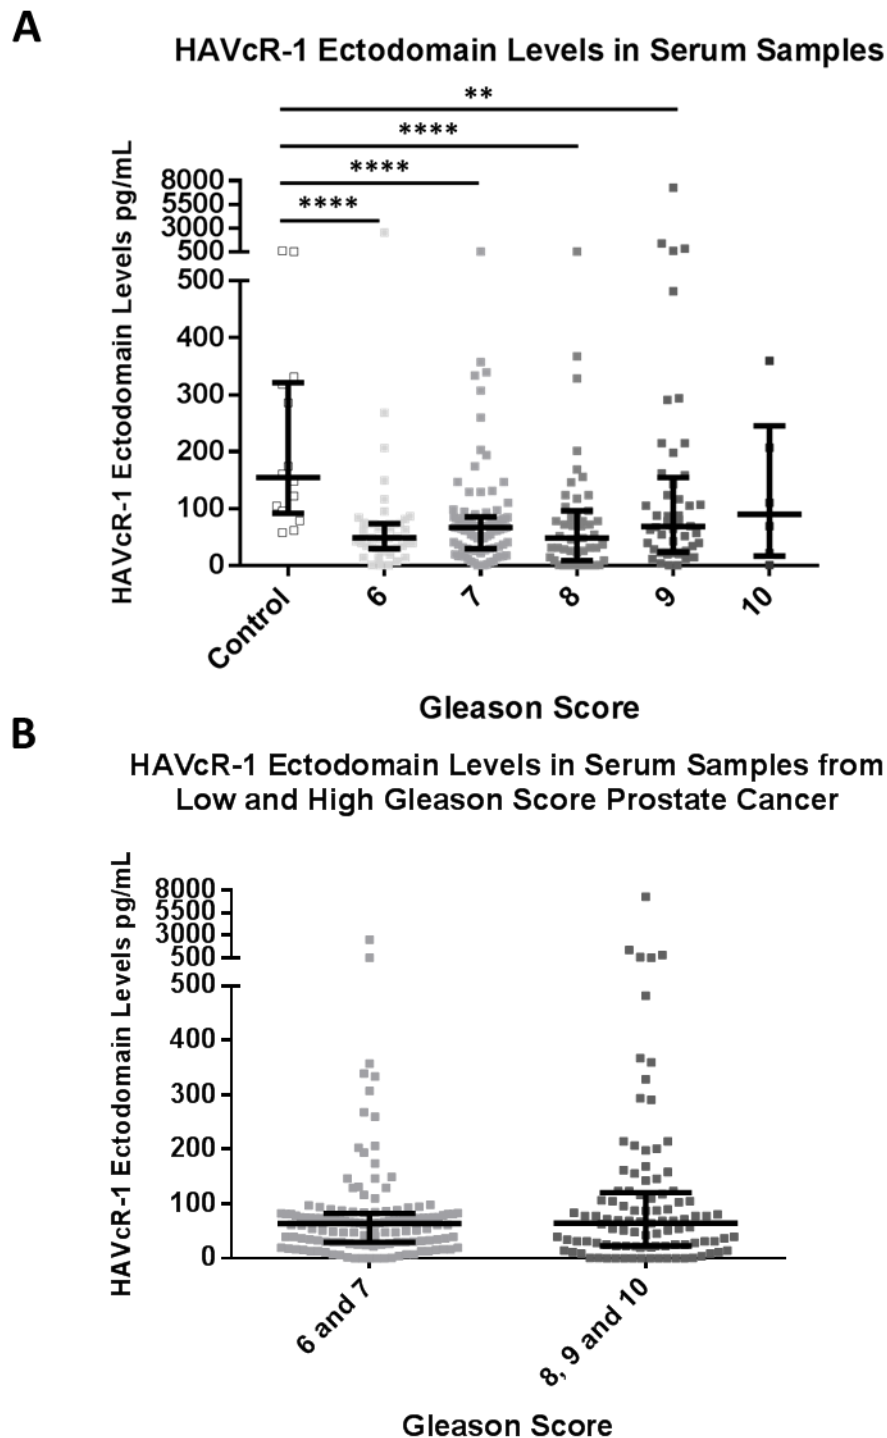 A
HAVcR-1 Ectodomain Levels in Serum Samples
**
****
****
****
HAVcR-1 Ectodomain Levels pg/mL
8000
5500
3000
500
500
400
300
200
100
0
Control
6
7
8
9
10
Gleason Score
B
HAVcR-1 Ectodomain Levels in Serum Samples from
Low and High Gleason Score Prostate Cancer
HAVcR-1 Ectodomain Levels pg/mL
8000
5500
3000
500
500
400
300
200
100
0
6 and 7
8, 9 and 10
Gleason Score